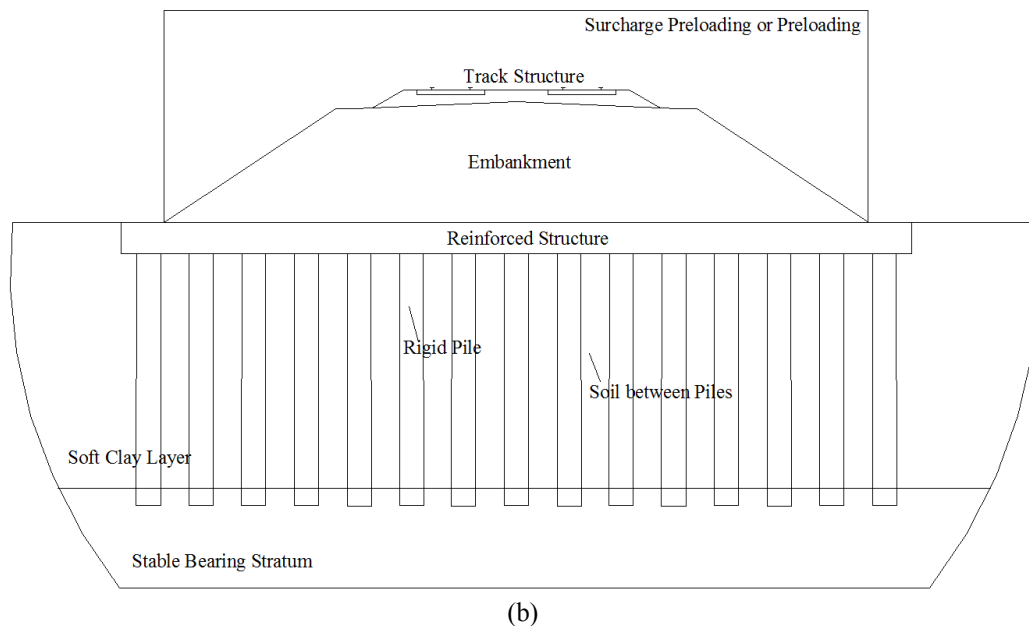 Surcharge Preloading or Preloading
Track Structure
Embankment
Reinforced Structure
Rigid Pile
Soil between Piles
Soft Clay Layer
Stable Bearing Stratum
(b)